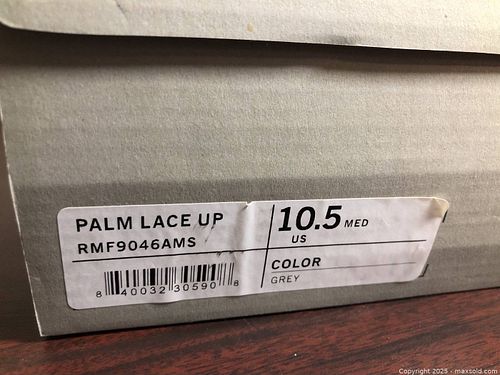 PALM LACE UP
RMF9046AMS
8 40032 30590 8
10.5 MED
US
COLOR
GREY
Copyright 2025 - maxsold.com